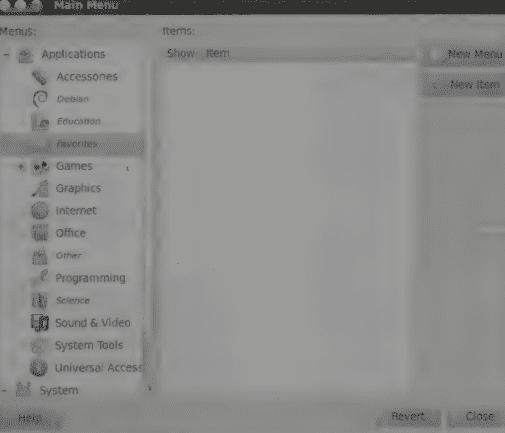 Main Menu
Menus:
Items:
Applications
Show Item
New Menu
Accessories
New Item
Debian
Education
Favorites
Games
Graphics
Internet
Office
Other
Programming
Science
Sound & Video
System Tools
Universal Access
System
Help
Revert
Close